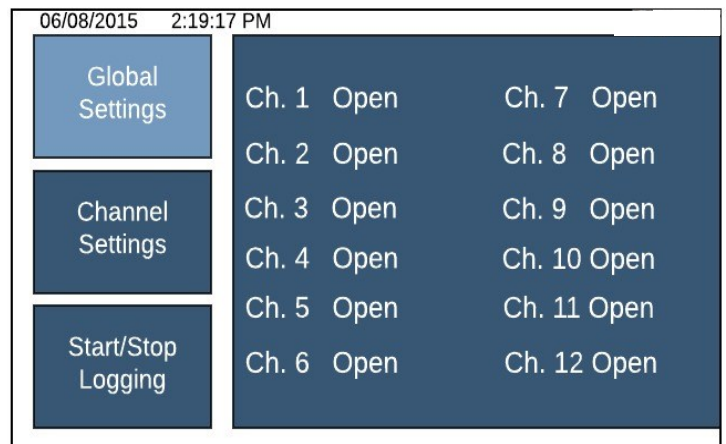 06/08/2015 2:19:17 PM
Global
Settings
Channel
Settings
Start/Stop
Logging
Ch. 1 Open
Ch. 2 Open
Ch. 3 Open
Ch. 4 Open
Ch. 5 Open
Ch. 6 Open
Ch. 7 Open
Ch. 8 Open
Ch. 9 Open
Ch. 10 Open
Ch. 11 Open
Ch. 12 Open